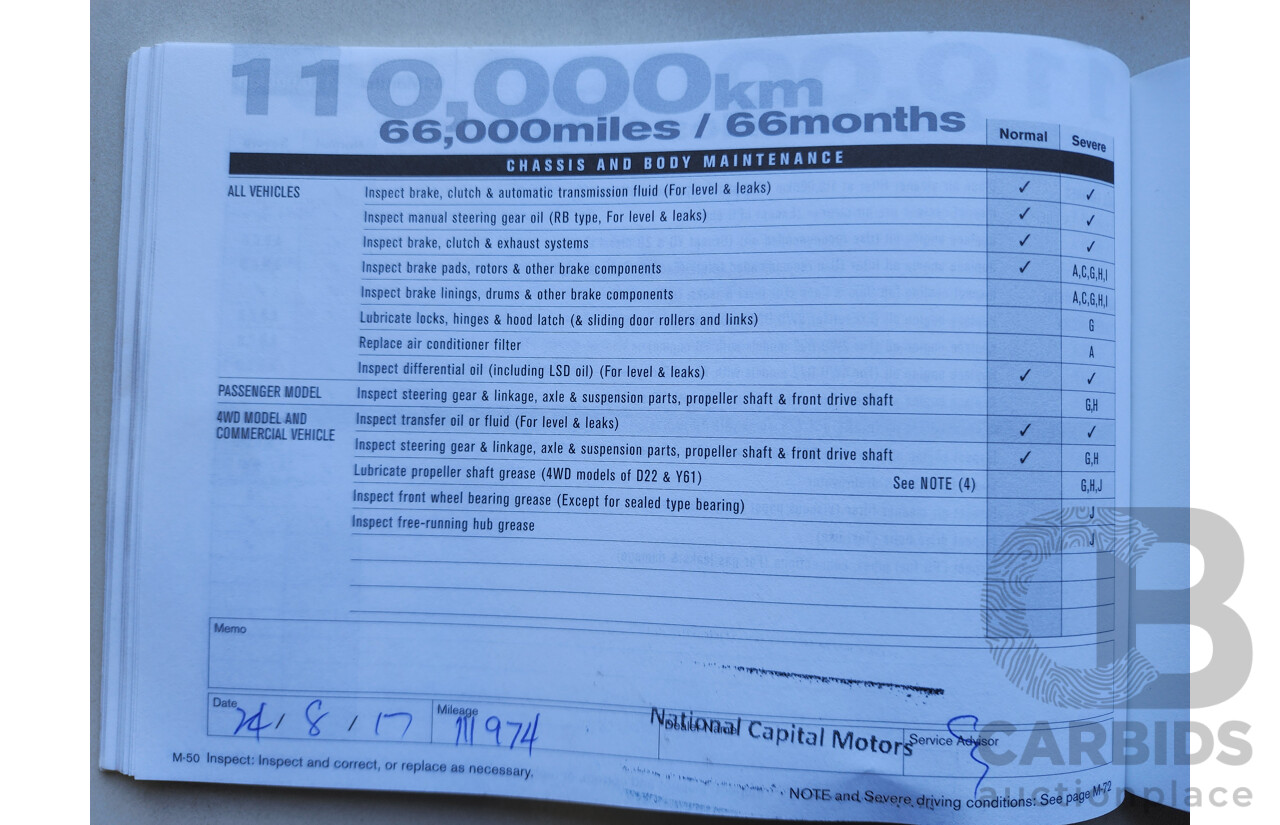 110,000km
66,000miles / 66months
Normal Severe
CHASSIS AND BODY MAINTENANCE
ALL VEHICLES Inspect brake, clutch & automatic transmission fluid (For level & leaks) ✓ ✓
Inspect manual steering gear oil (RB type, For level & leaks) ✓ ✓
Inspect brake, clutch & exhaust systems ✓ ✓
Inspect brake pads, rotors & other brake components ✓ A,C,G,H,I
Inspect brake linings, drums & other brake components A,C,G,H,I
Lubricate locks, hinges & hood latch (& sliding door rollers and links) G
Replace air conditioner filter A
Inspect differential oil (including LSD oil) (For level & leaks) ✓ ✓
PASSENGER MODEL Inspect steering gear & linkage, axle & suspension parts, propeller shaft & front drive shaft G,H
4WD MODEL AND Inspect transfer oil or fluid (For level & leaks) ✓ ✓
COMMERCIAL VEHICLE Inspect steering gear & linkage, axle & suspension parts, propeller shaft & front drive shaft ✓ G,H
Lubricate propeller shaft grease (4WD models of D22 & Y61) See NOTE (4) G,H,J
Inspect front wheel bearing grease (Except for sealed type bearing) J
Inspect free-running hub grease J
Memo
Date 24 / 8 / 17 Mileage 111974 Dealer Name National Capital Motors Service Advisor
M-50 Inspect: Inspect and correct, or replace as necessary.
NOTE and Severe driving conditions: See page M-72
CB
CARBIDS
auctionplace